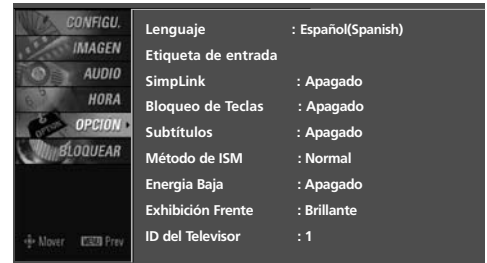 CONFIGU.
IMAGEN
AUDIO
HORA
OPCION
BLOQUEAR
Mover MENU Prev
Lenguaje : Español(Spanish)
Etiqueta de entrada
SimpLink : Apagado
Bloqueo de Teclas : Apagado
Subtítulos : Apagado
Método de ISM : Normal
Energia Baja : Apagado
Exhibición Frente : Brillante
ID del Televisor : 1